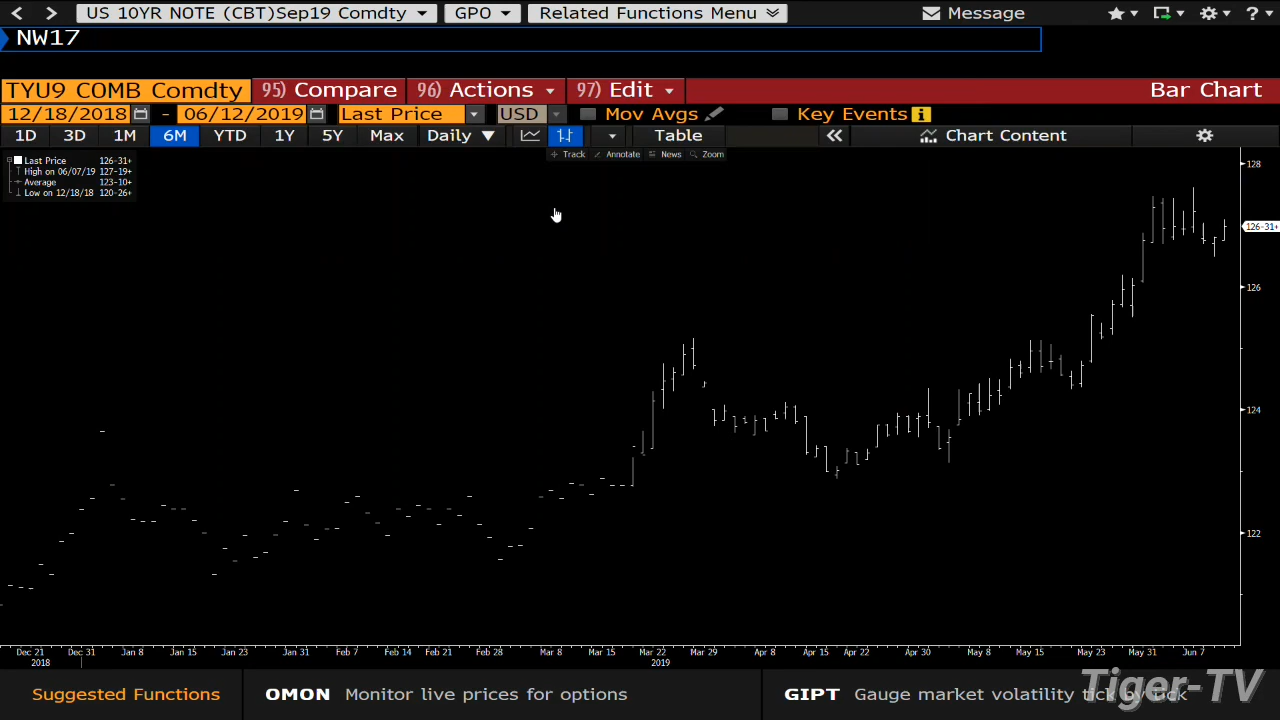 US 10YR NOTE (CBT)Sep19 Comdty GPO Related Functions Menu Message ?
NW17
TYU9 COMB Comdty 95) Compare 96) Actions 97) Edit Bar Chart
12/18/2018 - 06/12/2019 Last Price USD Mov Avgs Key Events i
1D 3D 1M 6M YTD 1Y 5Y Max Daily Table Chart Content
Track Annotate News Zoom
Last Price 126-31+
High on 06/07/19 127-19+
Average 123-10+
Low on 12/18/18 120-26+
128
126-31+
126
124
122
Dec 21 Dec 31 Jan 8 Jan 15 Jan 23 Jan 31 Feb 7 Feb 14 Feb 21 Feb 28 Mar 8 Mar 15 Mar 22 Mar 29 Apr 8 Apr 15 Apr 22 Apr 30 May 8 May 15 May 23 May 31 Jun 7
2018 2019
Suggested Functions OMON Monitor live prices for options GIPT Gauge market volatility tick by tick
Tiger-TV